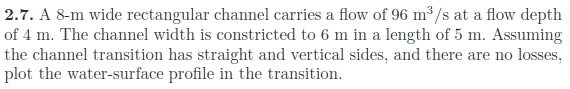 2.7. A 8-m wide rectangular channel carries a flow of 96 m³/s at a flow depth
of 4 m. The channel width is constricted to 6 m in a length of 5 m. Assuming
the channel transition has straight and vertical sides, and there are no losses,
plot the water-surface profile in the transition.